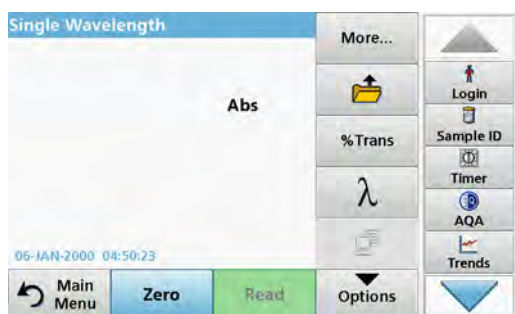 Single Wavelength
Abs
06-JAN-2000 04:50:23
Main
Menu
Zero
Read
More...
%Trans
λ
Options
Login
Sample ID
Timer
AQA
Trends